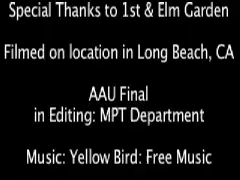 Special Thanks to 1st & Elm Garden
Filmed on location in Long Beach, CA
AAU Final
in Editing: MPT Department
Music: Yellow Bird: Free Music